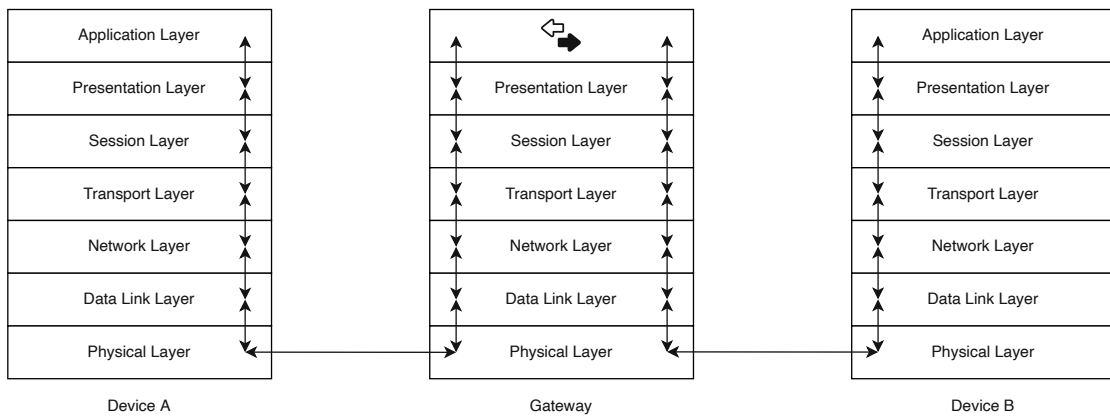 Application Layer
Presentation Layer
Session Layer
Transport Layer
Network Layer
Data Link Layer
Physical Layer
Device A
Presentation Layer
Session Layer
Transport Layer
Network Layer
Data Link Layer
Physical Layer
Gateway
Application Layer
Presentation Layer
Session Layer
Transport Layer
Network Layer
Data Link Layer
Physical Layer
Device B